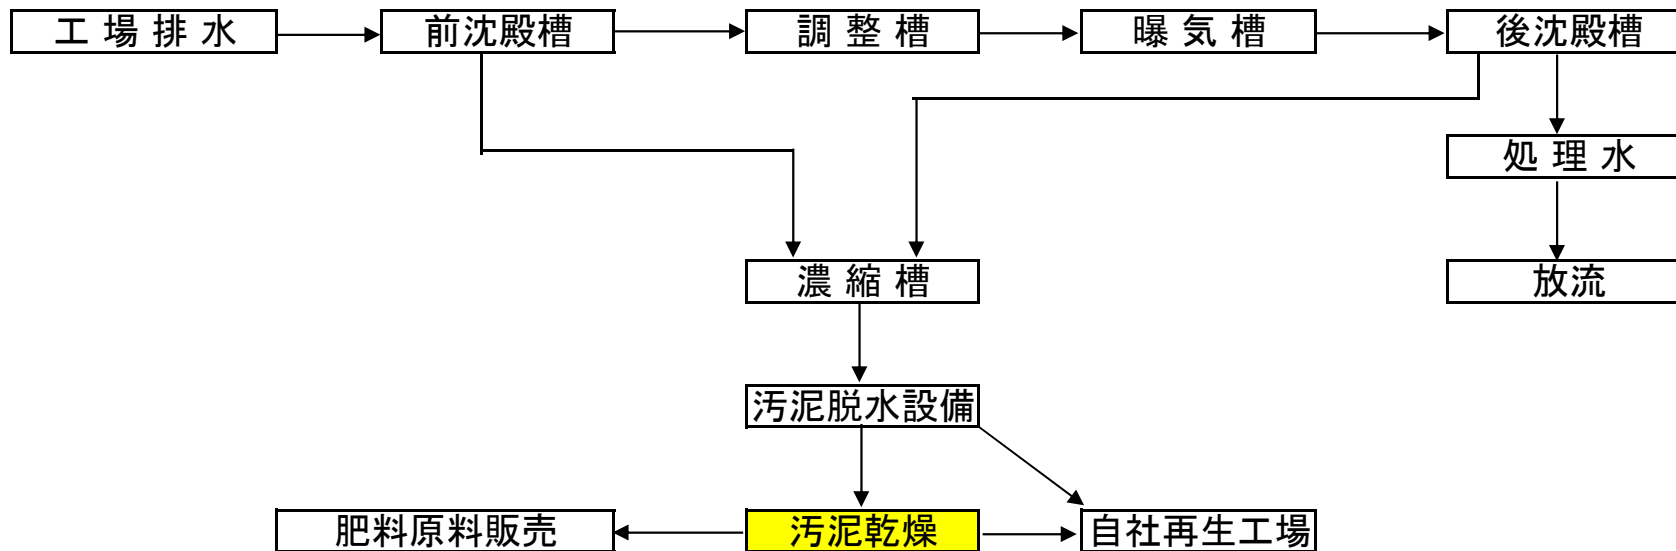 工場排水
前沈殿槽
調整槽
曝気槽
後沈殿槽
処理水
濃縮槽
放流
汚泥脱水設備
肥料原料販売
汚泥乾燥
自社再生工場